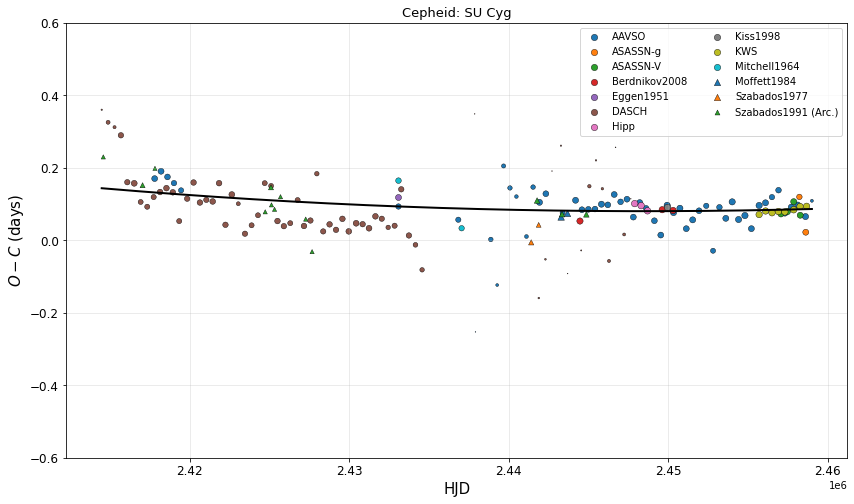 Cepheid: SU Cyg
0.6
0.4
0.2
0.0
−0.2
−0.4
−0.6
O − C (days)
AAVSO
ASASSN-g
ASASSN-V
Berdnikov2008
Eggen1951
DASCH
Hipp
Kiss1998
KWS
Mitchell1964
Moffett1984
Szabados1977
Szabados1991 (Arc.)
2.42 2.43 2.44 2.45 2.46
1e6
HJD